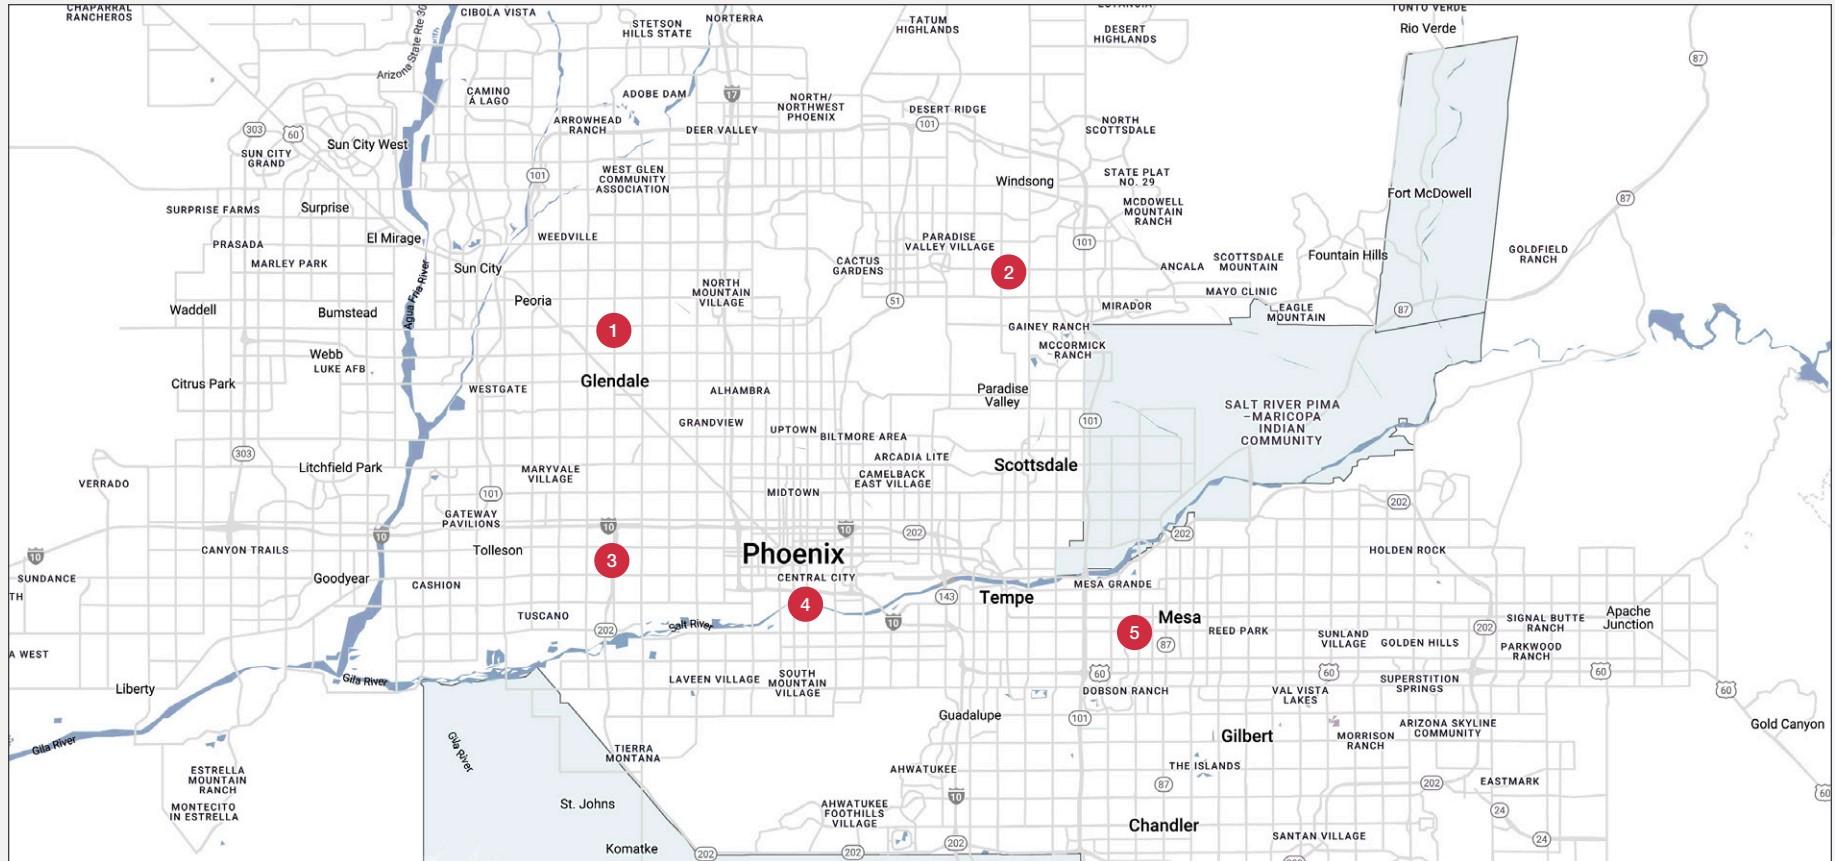 CHAPARRAL
RANCHEROS
Arizona State Rte 30
CIBOLA VISTA
STETSON
HILLS STATE
NORTERRA
TATUM
HIGHLANDS
DESERT
HIGHLANDS
TONTO VERDE
Rio Verde
87
Arizona
CAMINO
Á LAGO
ADOBE DAM
17
NORTH/
NORTHWEST
PHOENIX
DESERT RIDGE
101
ARROWHEAD
RANCH
DEER VALLEY
NORTH
SCOTTSDALE
303
60
Sun City West
SUN CITY
GRAND
101
WEST GLEN
COMMUNITY
ASSOCIATION
Windsong
STATE PLAT
NO. 29
MCDOWELL
MOUNTAIN
RANCH
Fort McDowell
87
SURPRISE FARMS
Surprise
El Mirage
WEEDVILLE
PARADISE
VALLEY VILLAGE
101
PRASADA
MARLEY PARK
Sun City
CACTUS
GARDENS
2
ANCALA
SCOTTSDALE
MOUNTAIN
Fountain Hills
GOLDFIELD
RANCH
Agua Fria River
NORTH
MOUNTAIN
VILLAGE
MAYO CLINIC
Waddell
Bumstead
Peoria
51
MIRADOR
EAGLE
MOUNTAIN
87
1
GAINEY RANCH
MCCORMICK
RANCH
Webb
LUKE AFB
Citrus Park
WESTGATE
Glendale
ALHAMBRA
Paradise
Valley
SALT RIVER PIMA
–MARICOPA
INDIAN
COMMUNITY
101
GRANDVIEW
UPTOWN
BILTMORE AREA
303
Litchfield Park
MARYVALE
VILLAGE
ARCADIA LITE
CAMELBACK
EAST VILLAGE
Scottsdale
VERRADO
101
MIDTOWN
202
GATEWAY
PAVILIONS
10
10
10
202
202
10
CANYON TRAILS
Tolleson
3
Phoenix
HOLDEN ROCK
SUNDANCE
TH
Goodyear
CASHION
CENTRAL CITY
MESA GRANDE
143
Tempe
4
TUSCANO
202
Salt River
10
5
Mesa
87
REED PARK
SUNLAND
VILLAGE
GOLDEN HILLS
202
SIGNAL BUTTE
RANCH
Apache
Junction
PARKWOOD
RANCH
A WEST
Liberty
Gila River
LAVEEN VILLAGE
SOUTH
MOUNTAIN
VILLAGE
60
DOBSON RANCH
60
VAL VISTA
LAKES
SUPERSTITION
SPRINGS
60
60
Guadalupe
101
Gilbert
MORRISON
RANCH
ARIZONA SKYLINE
COMMUNITY
Gold Canyon
Gila River
Gila River
TIERRA
MONTANA
AHWATUKEE
THE ISLANDS
ESTRELLA
MOUNTAIN
RANCH
MONTECITO
IN ESTRELLA
St. Johns
10
87
202
EASTMARK
60
AHWATUKEE
FOOTHILLS
VILLAGE
Chandler
24
24
SANTAN VILLAGE
Komatke
202
202
202